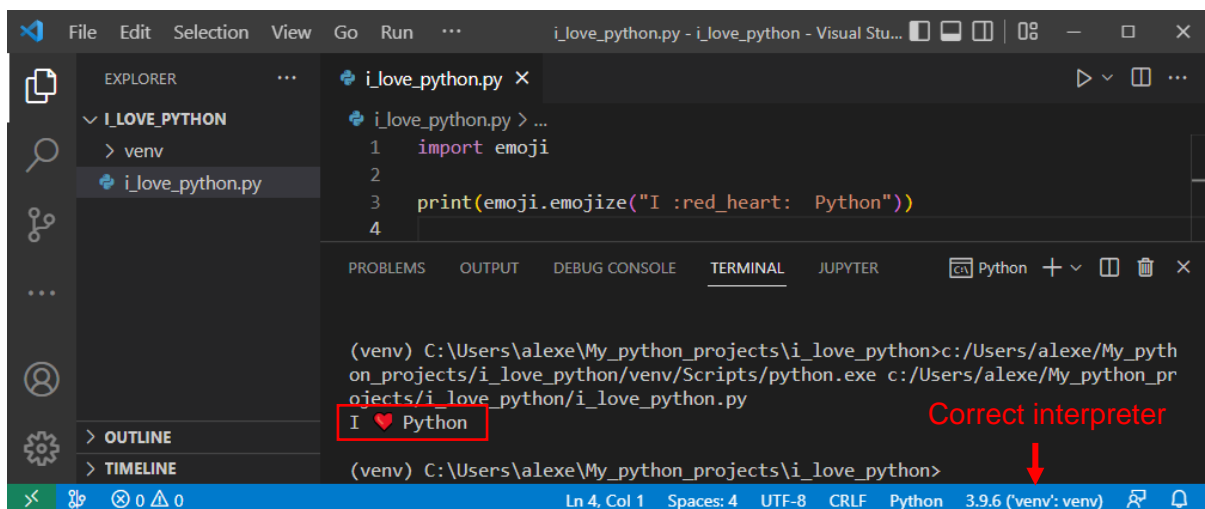 File Edit Selection View Go Run ··· i_love_python.py - i_love_python - Visual Stu...
EXPLORER ···
I_LOVE_PYTHON
> venv
i_love_python.py
OUTLINE
TIMELINE
i_love_python.py ×
i_love_python.py > ...
1 import emoji
2
3 print(emoji.emojize("I :red_heart:  Python"))
4
PROBLEMS OUTPUT DEBUG CONSOLE TERMINAL JUPYTER Python
(venv) C:\Users\alexe\My_python_projects\i_love_python>c:/Users/alexe/My_pyth
on_projects/i_love_python/venv/Scripts/python.exe c:/Users/alexe/My_python_pr
ojects/i_love_python/i_love_python.py
I ❤ Python
Correct interpreter
(venv) C:\Users\alexe\My_python_projects\i_love_python>
0 0 Ln 4, Col 1 Spaces: 4 UTF-8 CRLF Python 3.9.6 ('venv': venv)